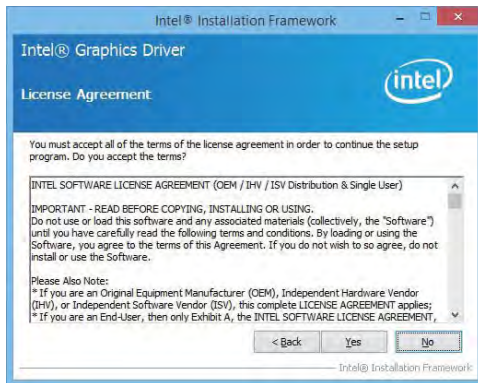 Intel® Installation Framework
Intel® Graphics Driver
intel
License Agreement
You must accept all of the terms of the license agreement in order to continue the setup
program. Do you accept the terms?
INTEL SOFTWARE LICENSE AGREEMENT (OEM / IHV / ISV Distribution & Single User)
IMPORTANT - READ BEFORE COPYING, INSTALLING OR USING.
Do not use or load this software and any associated materials (collectively, the "Software")
until you have carefully read the following terms and conditions. By loading or using the
Software, you agree to the terms of this Agreement. If you do not wish to so agree, do not
install or use the Software.
Please Also Note:
* If you are an Original Equipment Manufacturer (OEM), Independent Hardware Vendor
(IHV), or Independent Software Vendor (ISV), this complete LICENSE AGREEMENT applies;
* If you are an End-User, then only Exhibit A, the INTEL SOFTWARE LICENSE AGREEMENT,
< Back Yes No
Intel® Installation Framework